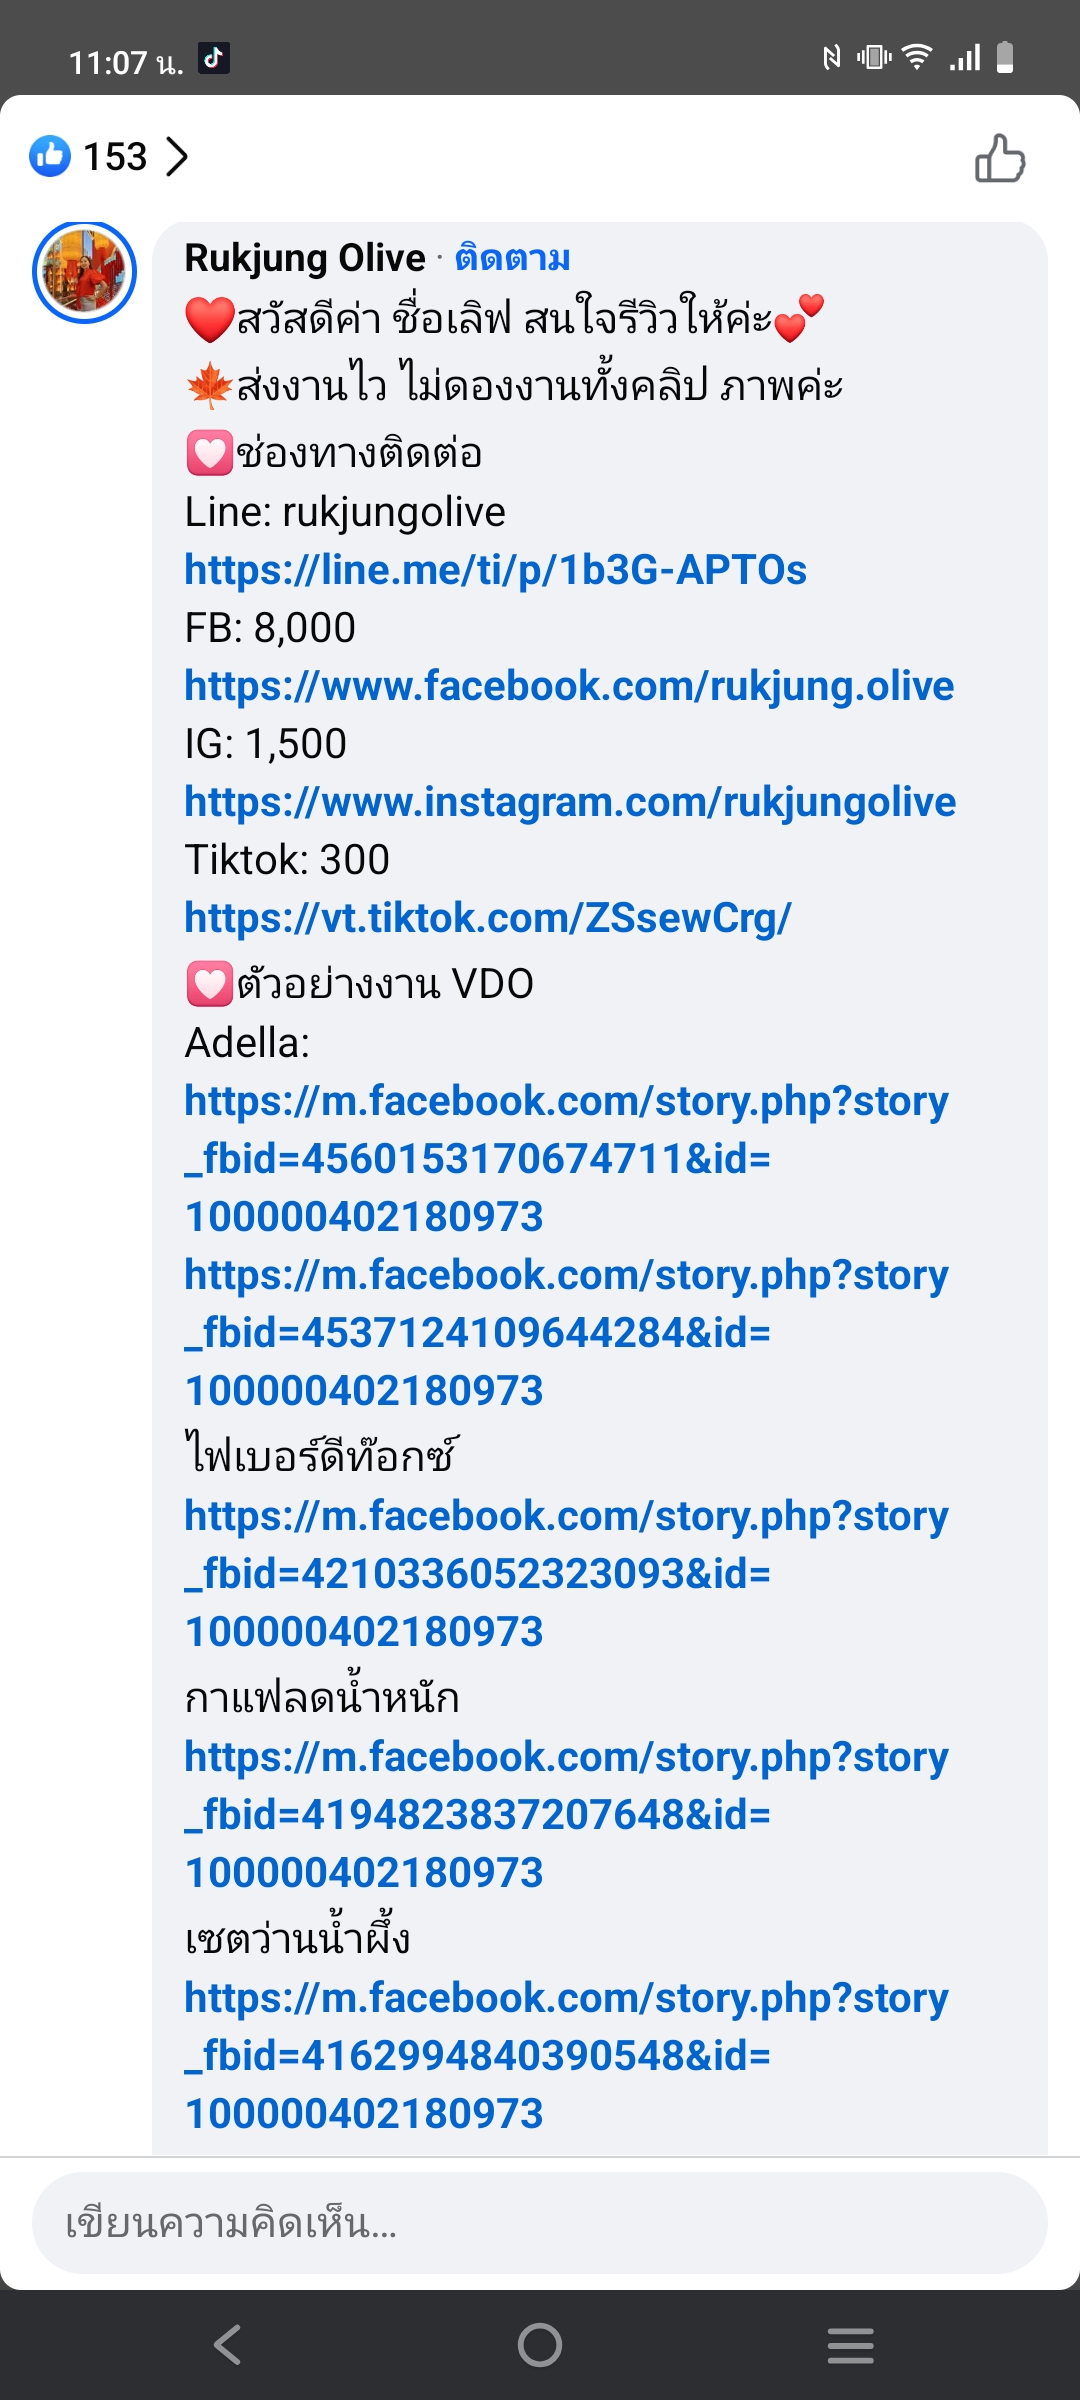 11:07 น.
153
Rukjung Olive · ติดตาม
❤️สวัสดีค่า ชื่อเลิฟ สนใจรีวิวให้ค่ะ💕
🍁ส่งงานไว ไม่ดองงานทั้งคลิป ภาพค่ะ
💟ช่องทางติดต่อ
Line: rukjungolive
https://line.me/ti/p/1b3G-APTOs
FB: 8,000
https://www.facebook.com/rukjung.olive
IG: 1,500
https://www.instagram.com/rukjungolive
Tiktok: 300
https://vt.tiktok.com/ZSsewCrg/
💟ตัวอย่างงาน VDO
Adella:
https://m.facebook.com/story.php?story
_fbid=4560153170674711&id=
100000402180973
https://m.facebook.com/story.php?story
_fbid=4537124109644284&id=
100000402180973
ไฟเบอร์ดีท๊อกซ์
https://m.facebook.com/story.php?story
_fbid=4210336052323093&id=
100000402180973
กาแฟลดน้ำหนัก
https://m.facebook.com/story.php?story
_fbid=4194823837207648&id=
100000402180973
เซตว่านน้ำผึ้ง
https://m.facebook.com/story.php?story
_fbid=4162994840390548&id=
100000402180973
เขียนความคิดเห็น...